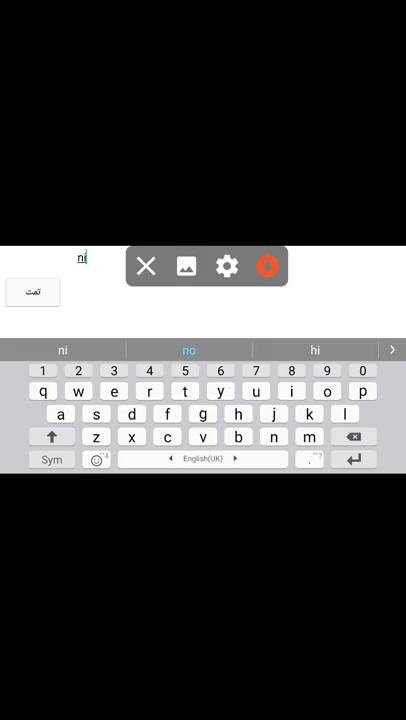 ni
تمت
ni no hi
1 2 3 4 5 6 7 8 9 0
q w e r t y u i o p
a s d f g h j k l
z x c v b n m
Sym English(UK) . ?